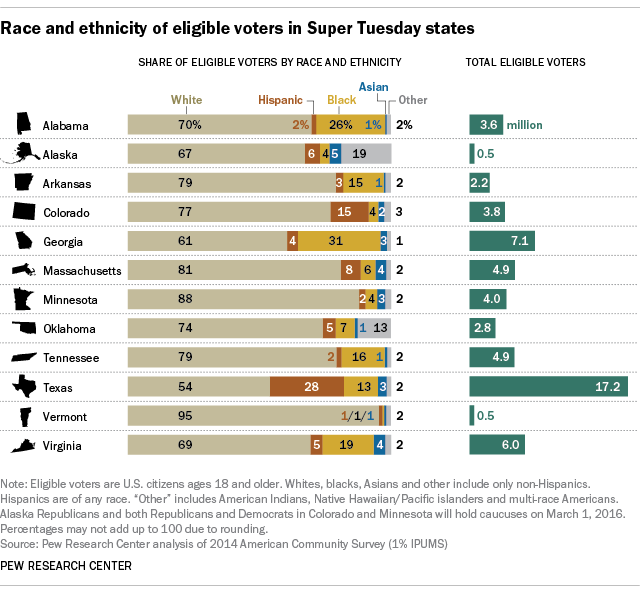 Race and ethnicity of eligible voters in Super Tuesday states
SHARE OF ELIGIBLE VOTERS BY RACE AND ETHNICITY TOTAL ELIGIBLE VOTERS
Asian
White Hispanic Black Other
Alabama 70% 2% 26% 1% 2% 3.6 million
Alaska 67 6 4 5 19 0.5
Arkansas 79 3 15 1 2 2.2
Colorado 77 15 4 2 3 3.8
Georgia 61 4 31 3 1 7.1
Massachusetts 81 8 6 4 2 4.9
Minnesota 88 2 4 3 2 4.0
Oklahoma 74 5 7 1 13 2.8
Tennessee 79 2 16 1 2 4.9
Texas 54 28 13 3 2 17.2
Vermont 95 1/1/1 2 0.5
Virginia 69 5 19 4 2 6.0
Note: Eligible voters are U.S. citizens ages 18 and older. Whites, blacks, Asians and other include only non-Hispanics.
Hispanics are of any race. “Other” includes American Indians, Native Hawaiian/Pacific islanders and multi-race Americans.
Alaska Republicans and both Republicans and Democrats in Colorado and Minnesota will hold caucuses on March 1, 2016.
Percentages may not add up to 100 due to rounding.
Source: Pew Research Center analysis of 2014 American Community Survey (1% IPUMS)
PEW RESEARCH CENTER